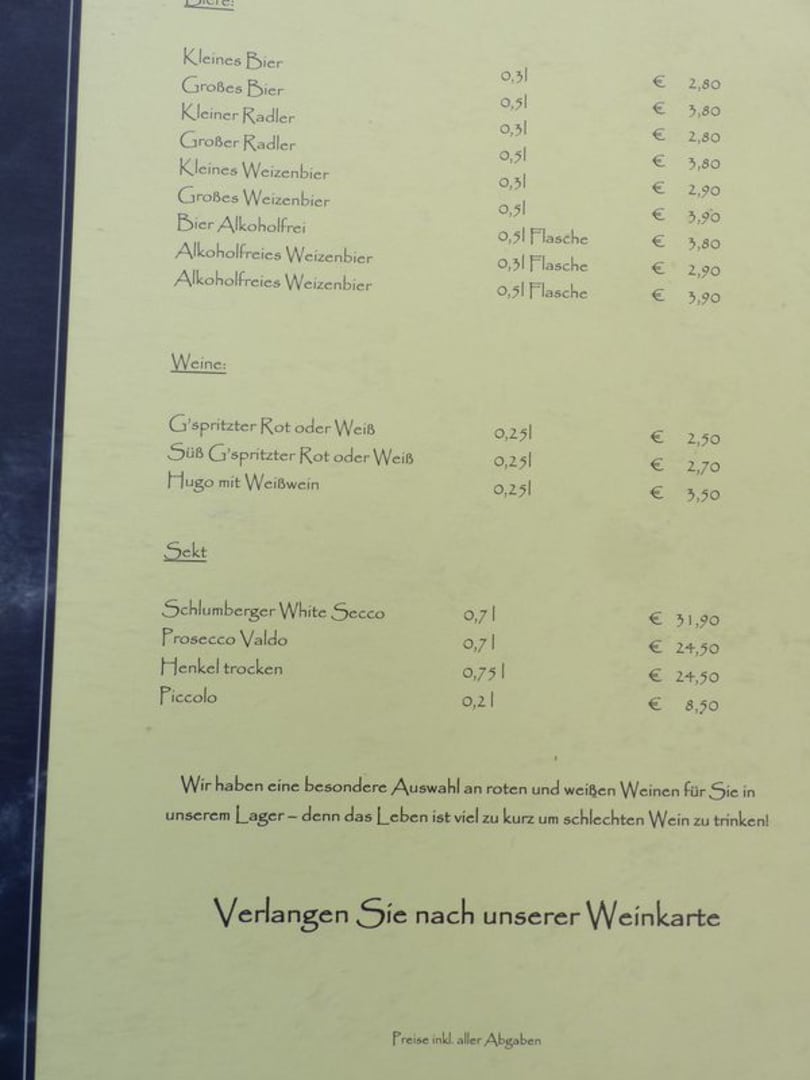 Biere:
Kleines Bier 0,3l € 2,80
Großes Bier 0,5l € 3,80
Kleiner Radler 0,3l € 2,80
Großer Radler 0,5l € 3,80
Kleines Weizenbier 0,3l € 2,90
Großes Weizenbier 0,5l € 3,90
Bier Alkoholfrei 0,5l Flasche € 3,80
Alkoholfreies Weizenbier 0,3l Flasche € 2,90
Alkoholfreies Weizenbier 0,5l Flasche € 3,90
Weine:
G'spritzter Rot oder Weiß 0,25l € 2,50
Süß G'spritzter Rot oder Weiß 0,25l € 2,70
Hugo mit Weißwein 0,25l € 3,50
Sekt
Schlumberger White Secco 0,7 l € 31,90
Prosecco Valdo 0,7 l € 24,50
Henkel trocken 0,75 l € 24,50
Piccolo 0,2 l € 8,50
Wir haben eine besondere Auswahl an roten und weißen Weinen für Sie in
unserem Lager – denn das Leben ist viel zu kurz um schlechten Wein zu trinken!
Verlangen Sie nach unserer Weinkarte
Preise inkl. aller Abgaben